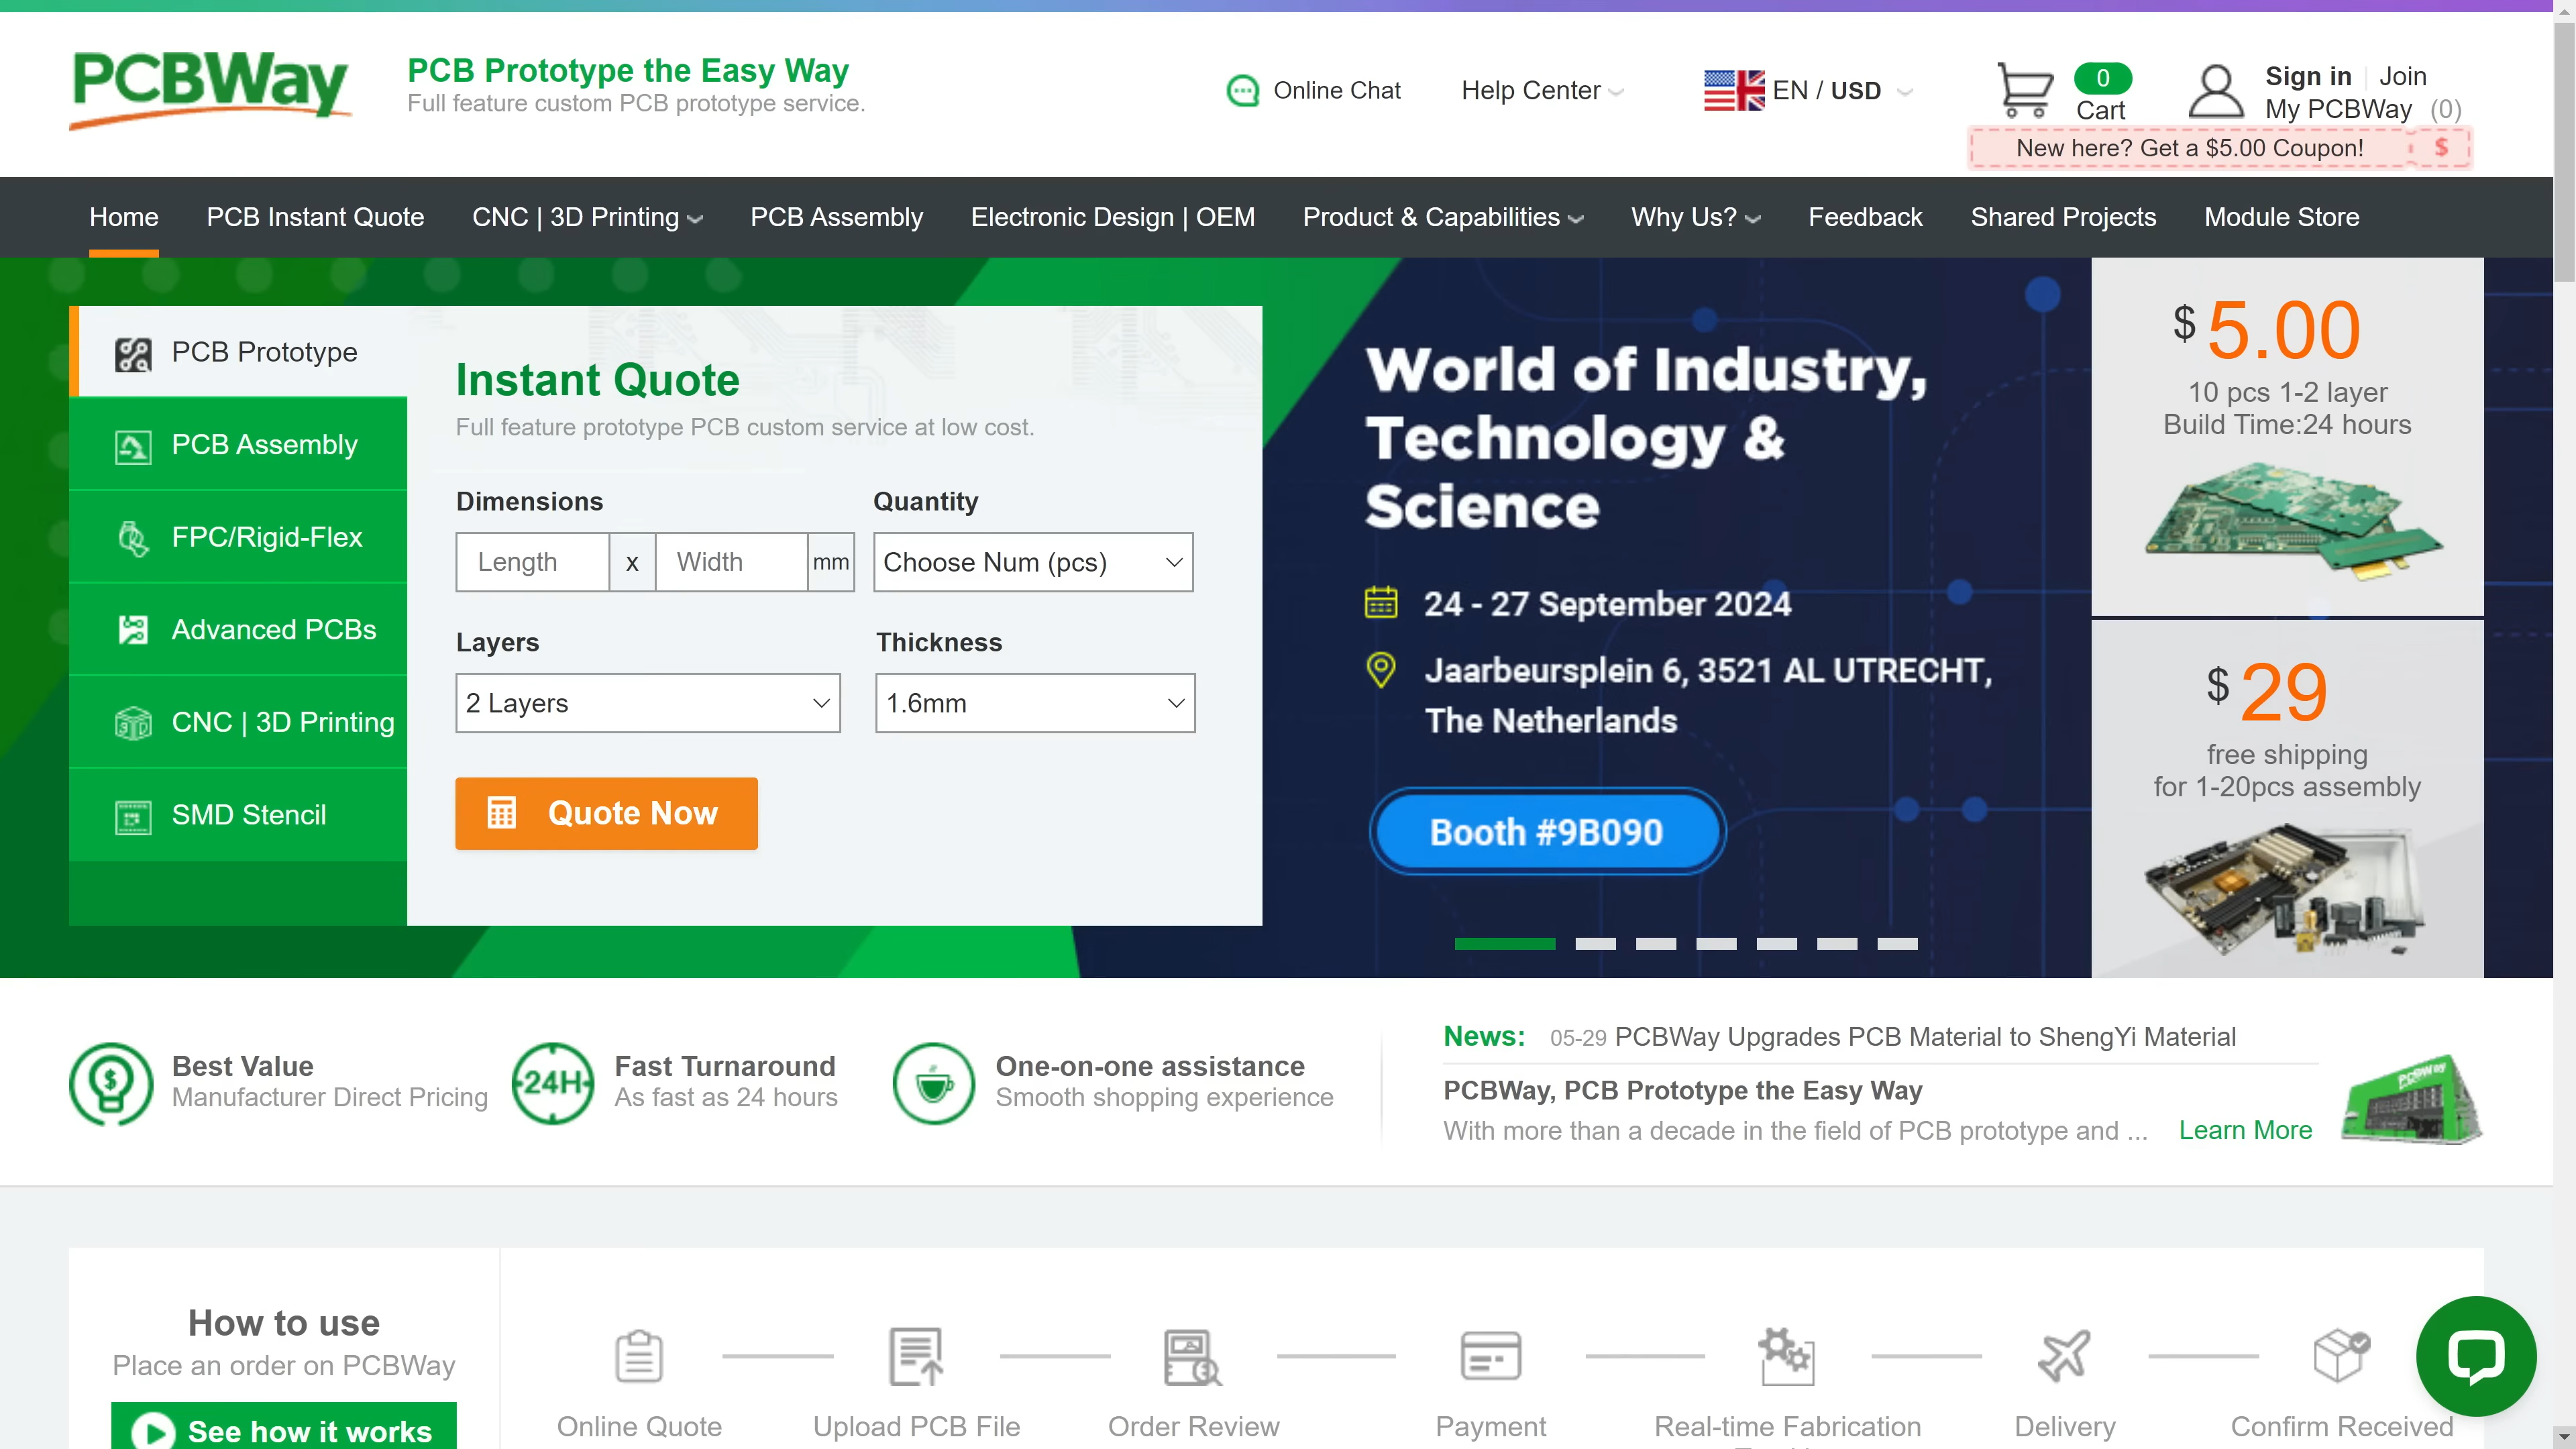 PCBWay
PCB Prototype the Easy Way
Full feature custom PCB prototype service.
Online Chat
Help Center
EN / USD
0
Cart
Sign in
Join
My PCBWay (0)
New here? Get a $5.00 Coupon!
$
Home
PCB Instant Quote
CNC | 3D Printing
PCB Assembly
Electronic Design | OEM
Product & Capabilities
Why Us?
Feedback
Shared Projects
Module Store
PCB Prototype
PCB Assembly
FPC/Rigid-Flex
Advanced PCBs
CNC | 3D Printing
SMD Stencil
Instant Quote
Full feature prototype PCB custom service at low cost.
Dimensions
Quantity
Length
x
Width
mm
Choose Num (pcs)
Layers
Thickness
2 Layers
1.6mm
Quote Now
World of Industry,
Technology &
Science
24 - 27 September 2024
Jaarbeursplein 6, 3521 AL UTRECHT,
The Netherlands
Booth #9B090
$ 5.00
10 pcs 1-2 layer
Build Time:24 hours
$ 29
free shipping
for 1-20pcs assembly
Best Value
Manufacturer Direct Pricing
24H
Fast Turnaround
As fast as 24 hours
One-on-one assistance
Smooth shopping experience
News:
05-29 PCBWay Upgrades PCB Material to ShengYi Material
PCBWay, PCB Prototype the Easy Way
With more than a decade in the field of PCB prototype and ...
Learn More
PCBWay
How to use
Place an order on PCBWay
See how it works
Online Quote
Upload PCB File
Order Review
Payment
Real-time Fabrication
Delivery
Confirm Received